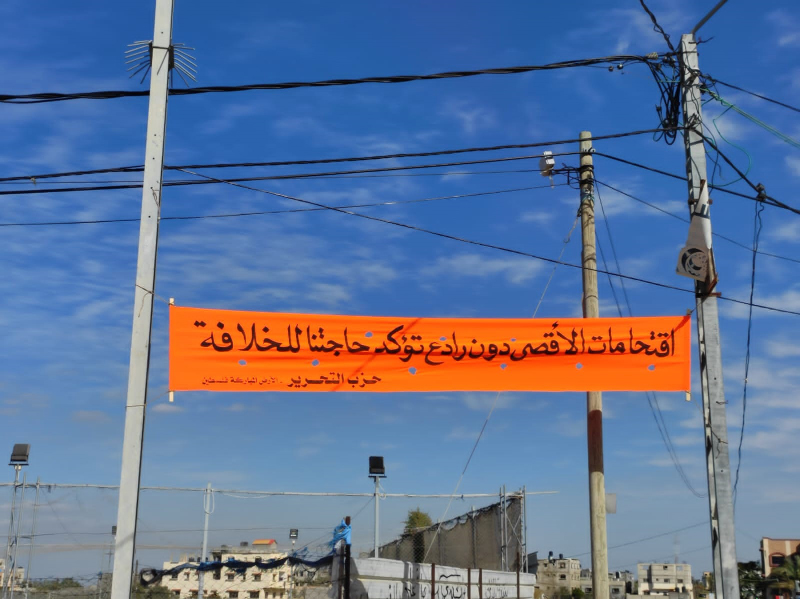 اقتحامات الأقصى دون رادع تؤكد حاجتنا للخلافة
حزب التحرير - الأرض المباركة فلسطين